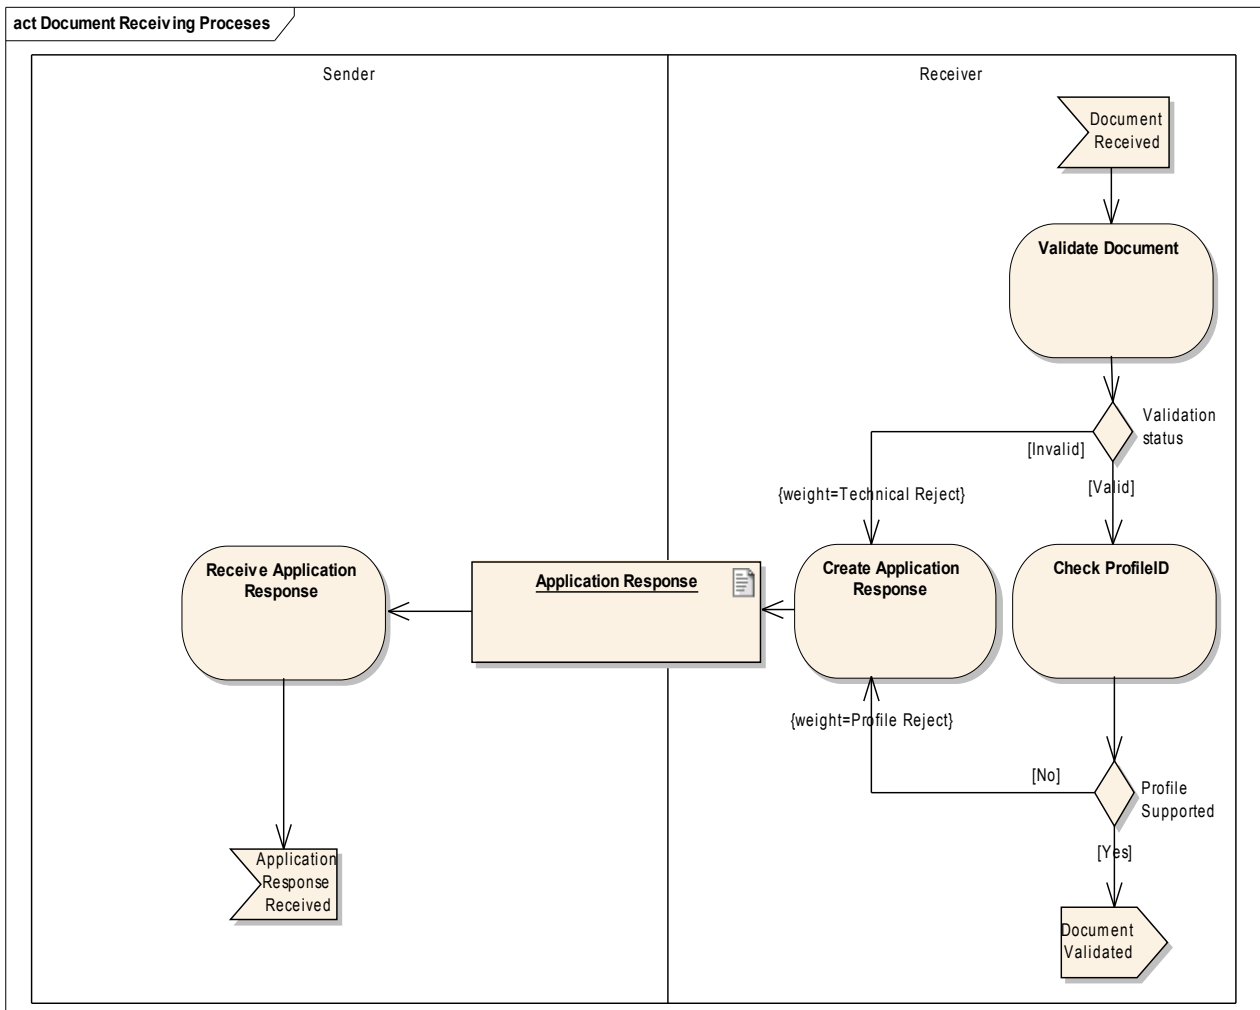 act Document Receiving Proceses
Sender
Receiver
Document
Received
Validate Document
Validation
status
[Invalid]
[Valid]
{weight=Technical Reject}
Receive Application
Response
Application Response
Create Application
Response
Check ProfileID
{weight=Profile Reject}
[No]
Profile
Supported
[Yes]
Application
Response
Received
Document
Validated